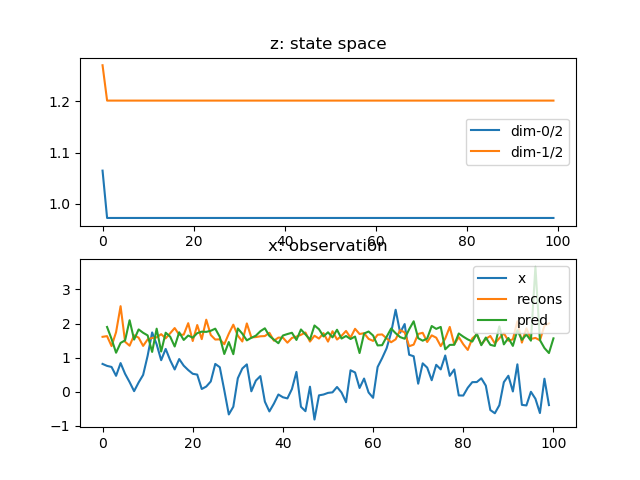 z: state space
1.2
1.1
1.0
dim-0/2
dim-1/2
0 20 40 60 80 100
x: observation
3
2
1
0
−1
x
recons
pred
0 20 40 60 80 100